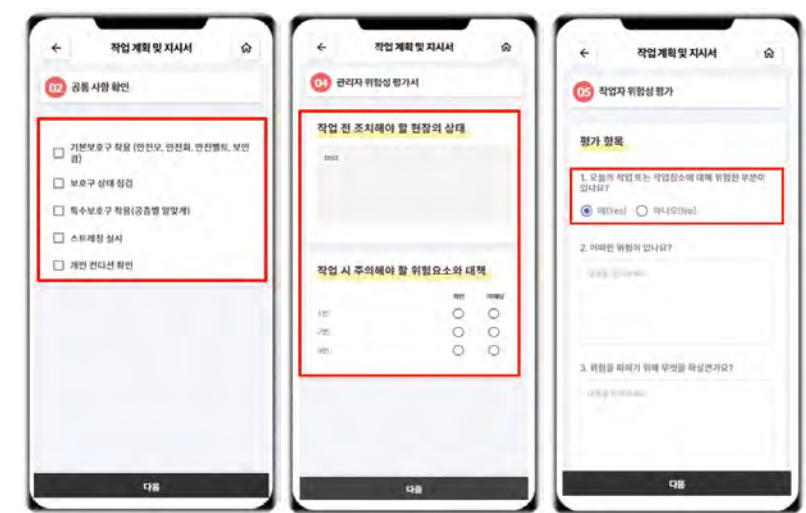 작업 계획 및 지시서
02 공통 사항 확인
기본보호구 착용 (안전모, 안전화, 안전벨트, 보안
경)
보호구 상태 점검
특수보호구 착용(공종별 알맞게)
스트레칭 실시
개인 컨디션 확인
다음
작업 계획 및 지시서
04 관리자 위험성 평가서
작업 전 조치해야 할 현장의 상태
test
작업 시 주의해야 할 위험요소와 대책
확인 미해당
1번
2번
3번
다음
작업 계획 및 지시서
05 작업자 위험성 평가
평가 항목
1. 오늘의 작업 또는 작업장소에 대해 위험한 부분이
있나요?
예(Yes) 아니오(No)
2. 어떠한 위험이 있나요?
3. 위험을 피하기 위해 무엇을 하실건가요?
다음